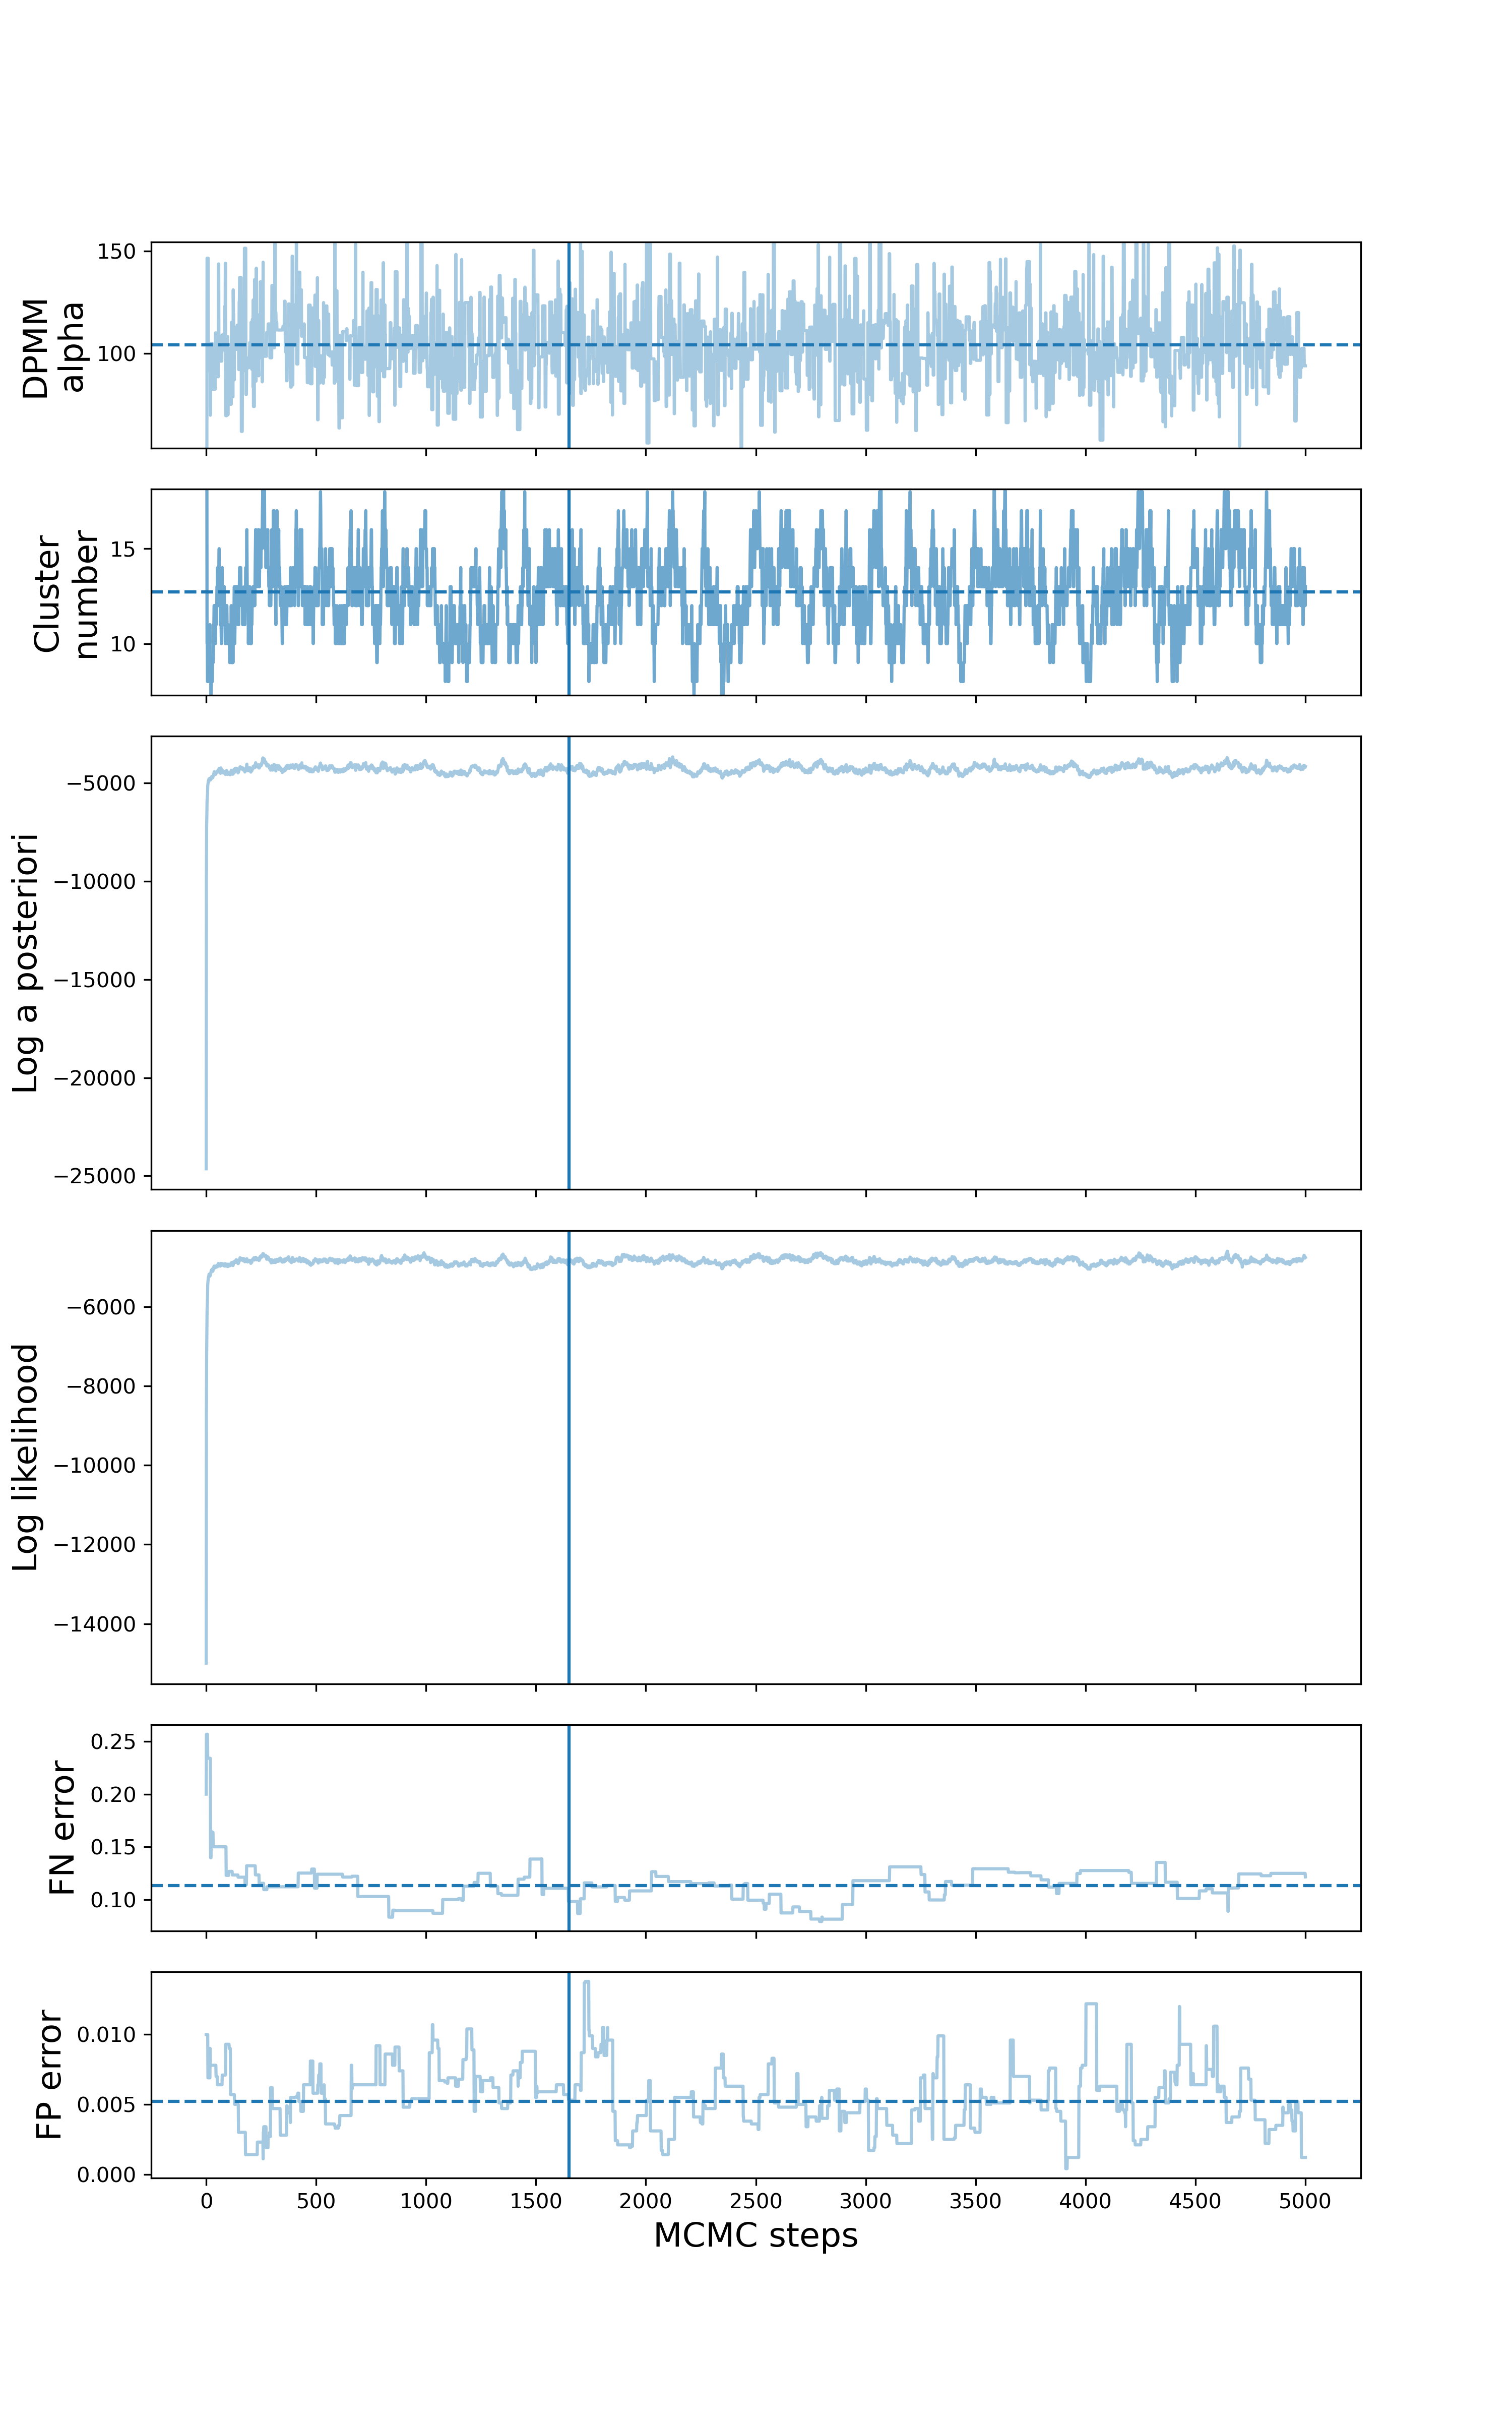 DPMM
alpha
150
100
Cluster
number
15
10
Log a posteriori
−5000
−10000
−15000
−20000
−25000
Log likelihood
−6000
−8000
−10000
−12000
−14000
FN error
0.25
0.20
0.15
0.10
FP error
0.010
0.005
0.000
0 500 1000 1500 2000 2500 3000 3500 4000 4500 5000
MCMC steps